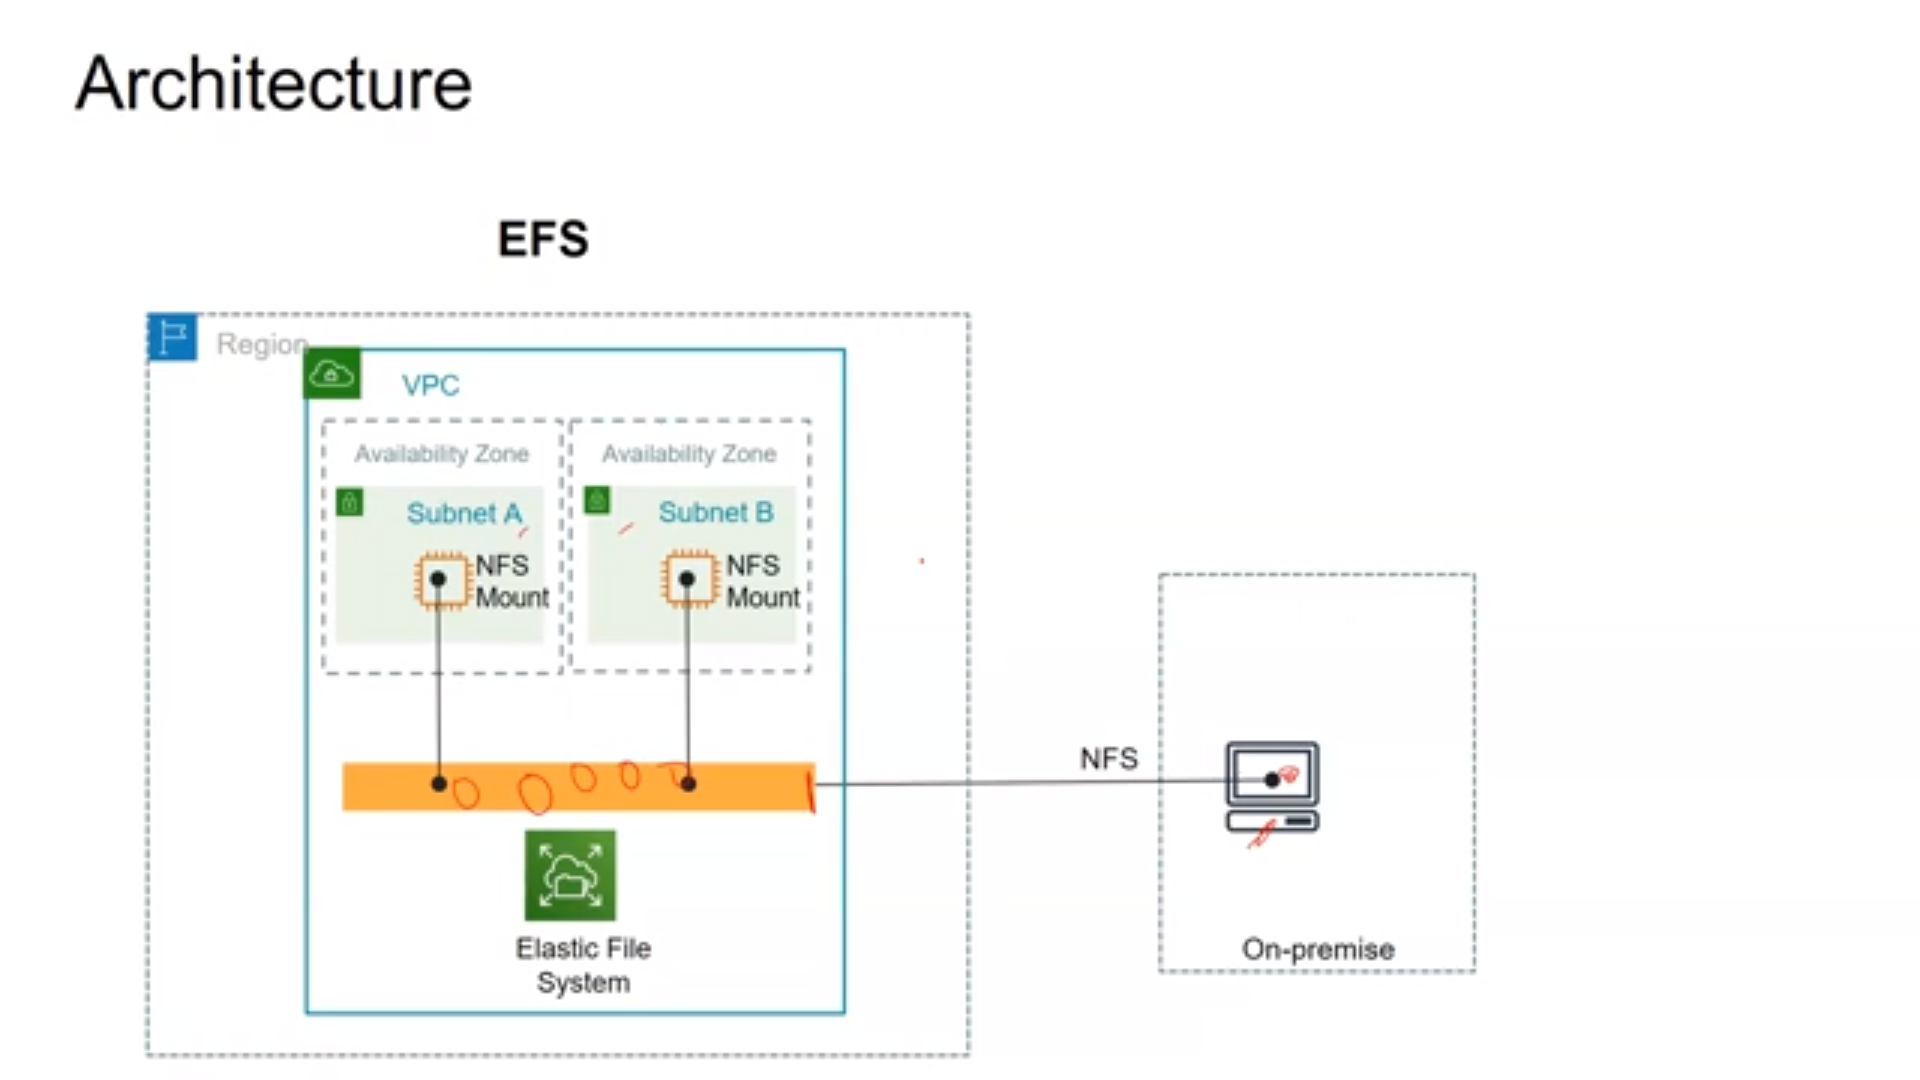 Architecture
EFS
Region
VPC
Availability Zone
Availability Zone
Subnet A
Subnet B
NFS
Mount
NFS
Mount
NFS
Elastic File
System
On-premise